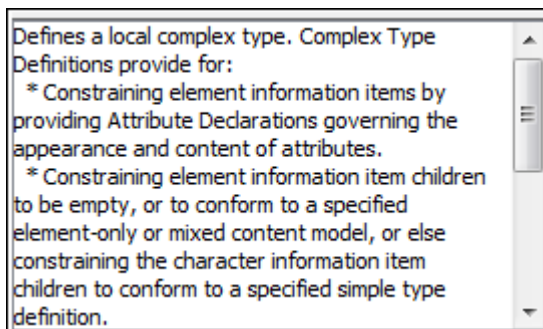 Defines a local complex type. Complex Type
Definitions provide for:
* Constraining element information items by
providing Attribute Declarations governing the
appearance and content of attributes.
* Constraining element information item children
to be empty, or to conform to a specified
element-only or mixed content model, or else
constraining the character information item
children to conform to a specified simple type
definition.